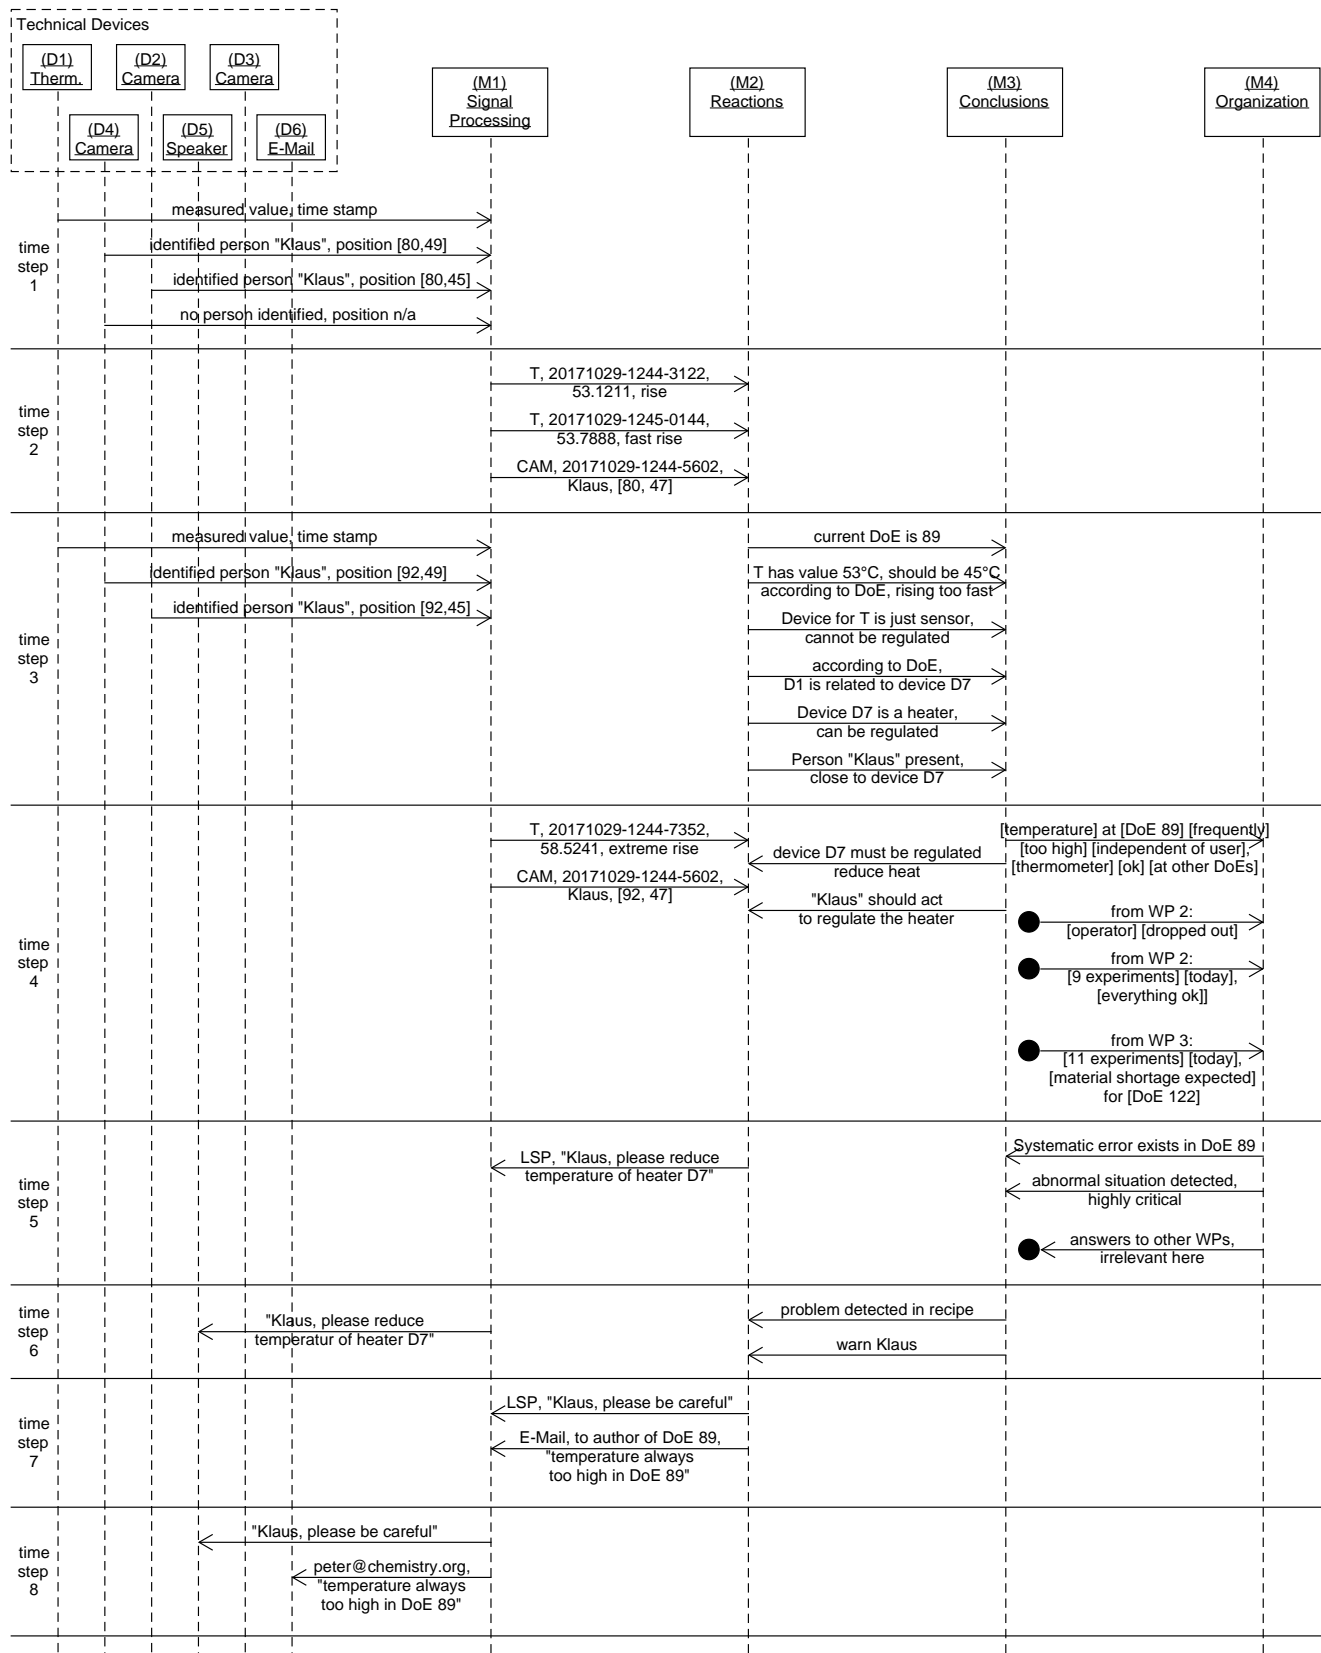 Technical Devices
(D1)
Therm.
(D2)
Camera
(D3)
Camera
(D4)
Camera
(D5)
Speaker
(D6)
E-Mail
(M1)
Signal
Processing
(M2)
Reactions
(M3)
Conclusions
(M4)
Organization
time
step
1
measured value, time stamp
identified person "Klaus", position [80,49]
identified person "Klaus", position [80,45]
no person identified, position n/a
time
step
2
T, 20171029-1244-3122,
53.1211, rise
T, 20171029-1245-0144,
53.7888, fast rise
CAM, 20171029-1244-5602,
Klaus, [80, 47]
time
step
3
measured value, time stamp
identified person "Klaus", position [92,49]
identified person "Klaus", position [92,45]
current DoE is 89
T has value 53°C, should be 45°C
according to DoE, rising too fast
Device for T is just sensor,
cannot be regulated
according to DoE,
D1 is related to device D7
Device D7 is a heater,
can be regulated
Person "Klaus" present,
close to device D7
time
step
4
T, 20171029-1244-7352,
58.5241, extreme rise
CAM, 20171029-1244-5602,
Klaus, [92, 47]
device D7 must be regulated
reduce heat
"Klaus" should act
to regulate the heater
[temperature] at [DoE 89] [frequently]
[too high] [independent of user],
[thermometer] [ok] [at other DoEs]
from WP 2:
[operator] [dropped out]
from WP 2:
[9 experiments] [today],
[everything ok]]
from WP 3:
[11 experiments] [today],
[material shortage expected]
for [DoE 122]
time
step
5
LSP, "Klaus, please reduce
temperature of heater D7"
Systematic error exists in DoE 89
abnormal situation detected,
highly critical
answers to other WPs,
irrelevant here
time
step
6
"Klaus, please reduce
temperatur of heater D7"
problem detected in recipe
warn Klaus
time
step
7
LSP, "Klaus, please be careful"
E-Mail, to author of DoE 89,
"temperature always
too high in DoE 89"
time
step
8
"Klaus, please be careful"
peter@chemistry.org,
"temperature always
too high in DoE 89"